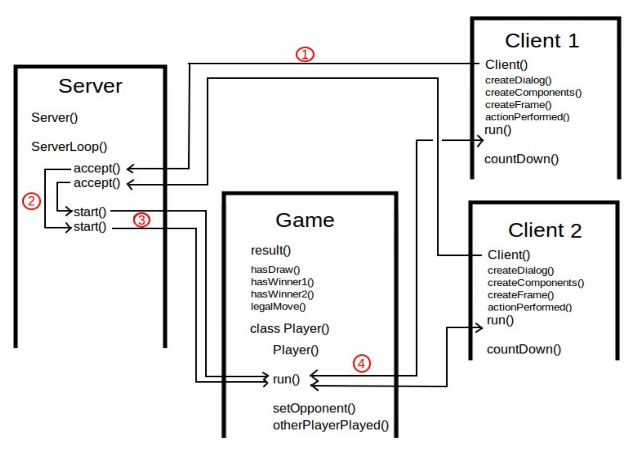 Server
Server()
ServerLoop()
accept()
accept()
start()
start()
1
2
3
4
Game
result()
hasDraw()
hasWinner1()
hasWinner2()
legalMove()
class Player()
Player()
run()
setOpponent()
otherPlayerPlayed()
Client 1
Client()
createDialog()
createComponents()
createFrame()
actionPerformed()
run()
countDown()
Client 2
Client()
createDialog()
createComponents()
createFrame()
actionPerformed()
run()
countDown()